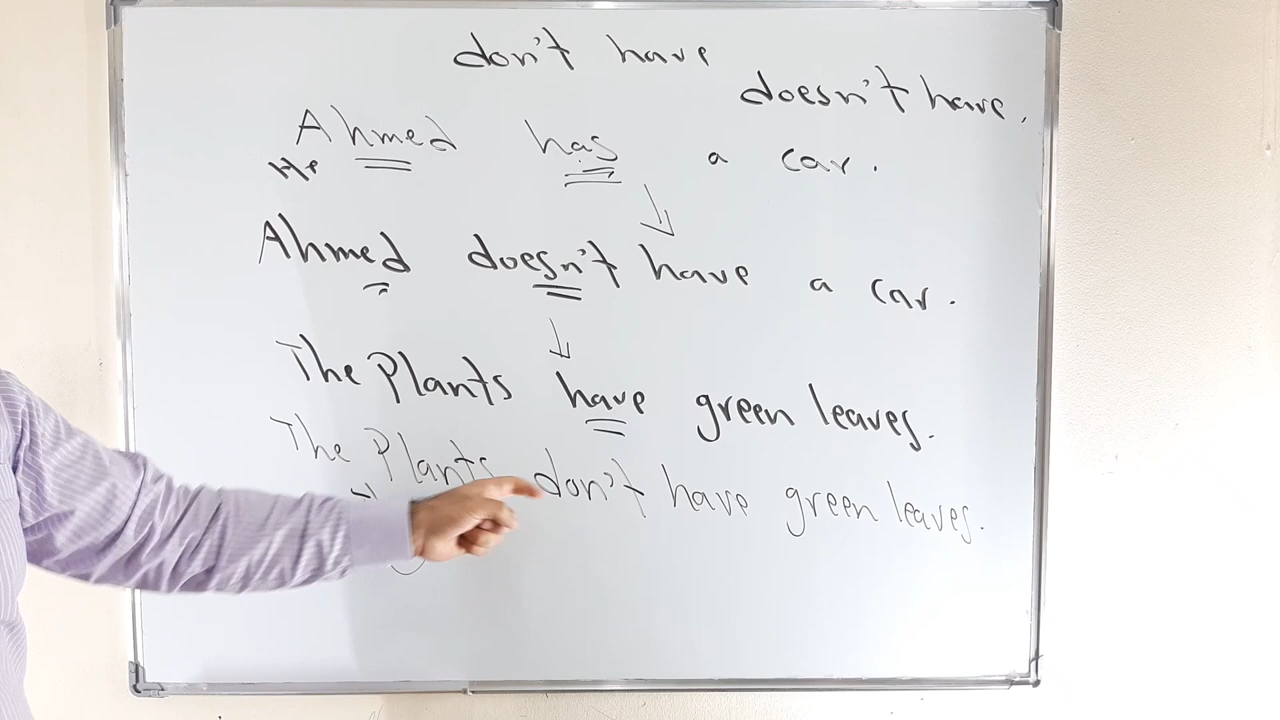 don't have
doesn't have.
Ahmed has a car.
He
Ahmed doesn't have a car.
The Plants have green leaves.
The Plants don't have green leaves.